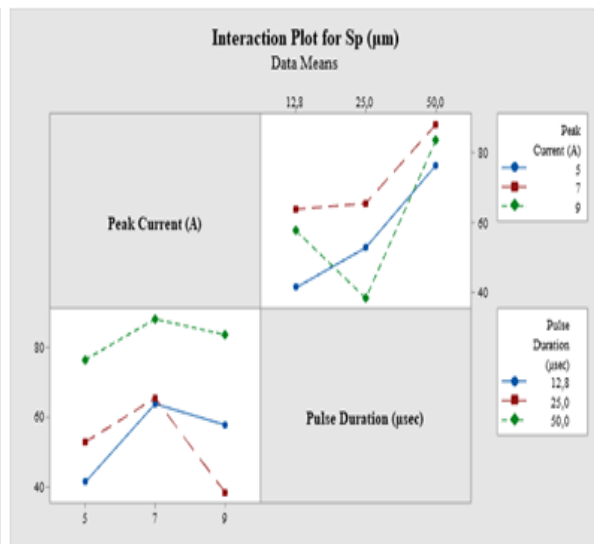 Interaction Plot for Sp (µm)
Data Means
12,8 25,0 50,0
Peak Current (A)
80
60
40
Peak
Current (A)
5
7
9
80
60
40
Pulse Duration (µsec)
Pulse
Duration
(µsec)
12,8
25,0
50,0
5 7 9